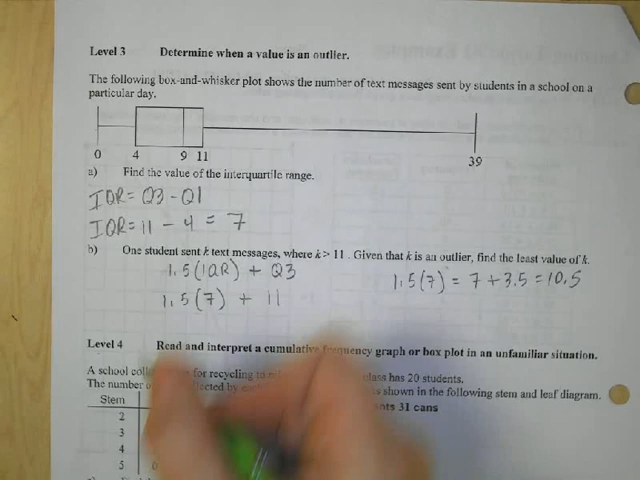 Level 3 Determine when a value is an outlier.
The following box-and-whisker plot shows the number of text messages sent by students in a school on a
particular day.
0 4 9 11 39
a) Find the value of the interquartile range.
IQR = Q3 - Q1
IQR = 11 - 4 = 7
b) One student sent k text messages, where k > 11 . Given that k is an outlier, find the least value of k.
1.5(IQR) + Q3
1.5(7) = 7 + 3.5 = 10.5
1.5(7) + 11
Level 4 Read and interpret a cumulative frequency graph or box plot in an unfamiliar situation.
A school for recycling to class has 20 students.
The number shown in the following stem and leaf diagram.
Stem 31 cans
2
3
4
5 0